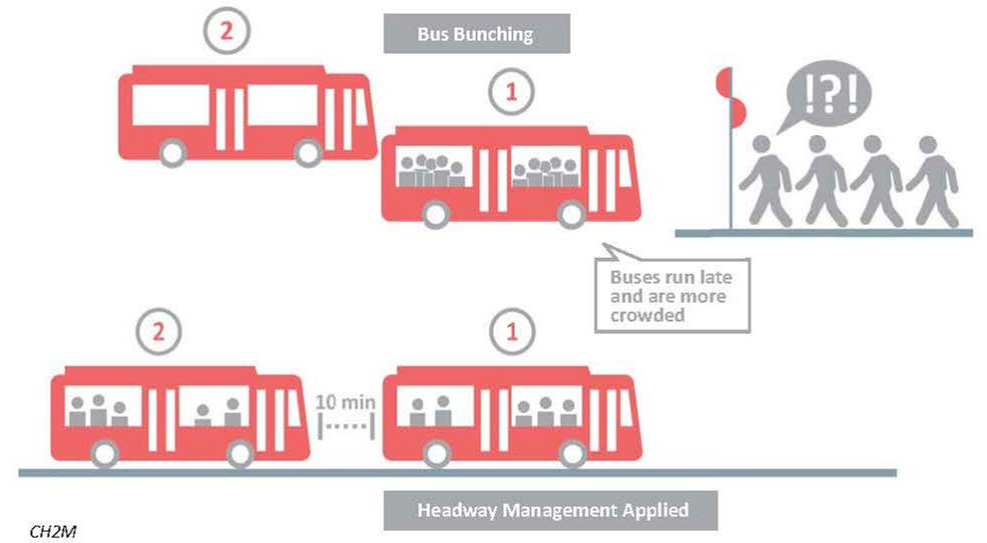 2
Bus Bunching
1
!?!
Buses run late
and are more
crowded
2
1
10 min
Headway Management Applied
CH2M